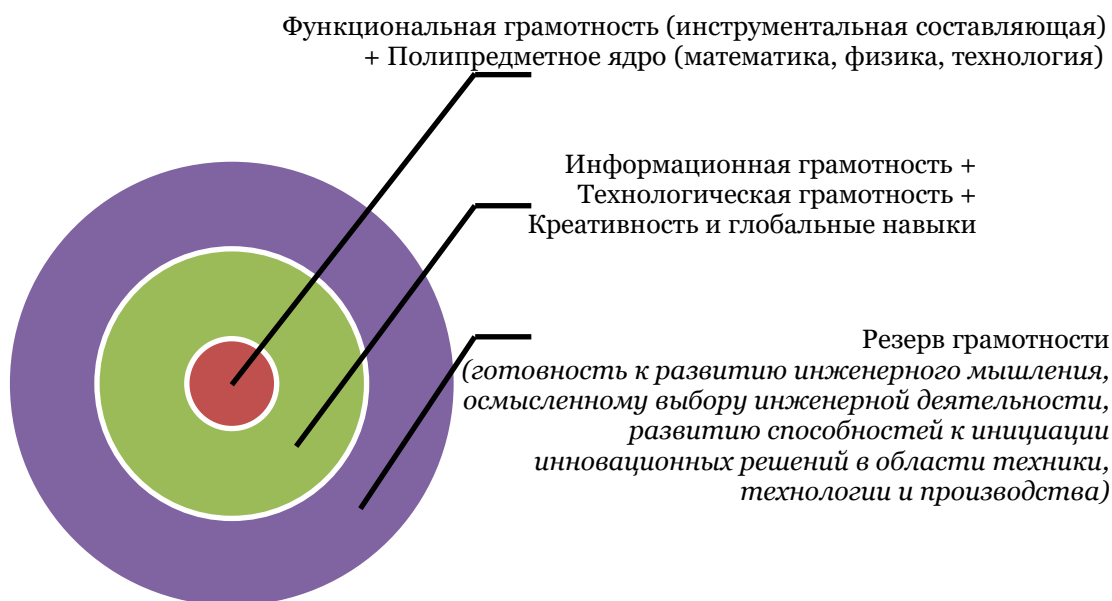 Функциональная грамотность (инструментальная составляющая)
+ Полипредметное ядро (математика, физика, технология)
Информационная грамотность +
Технологическая грамотность +
Креативность и глобальные навыки
Резерв грамотности
(готовность к развитию инженерного мышления,
осмысленному выбору инженерной деятельности,
развитию способностей к инициации
инновационных решений в области техники,
технологии и производства)